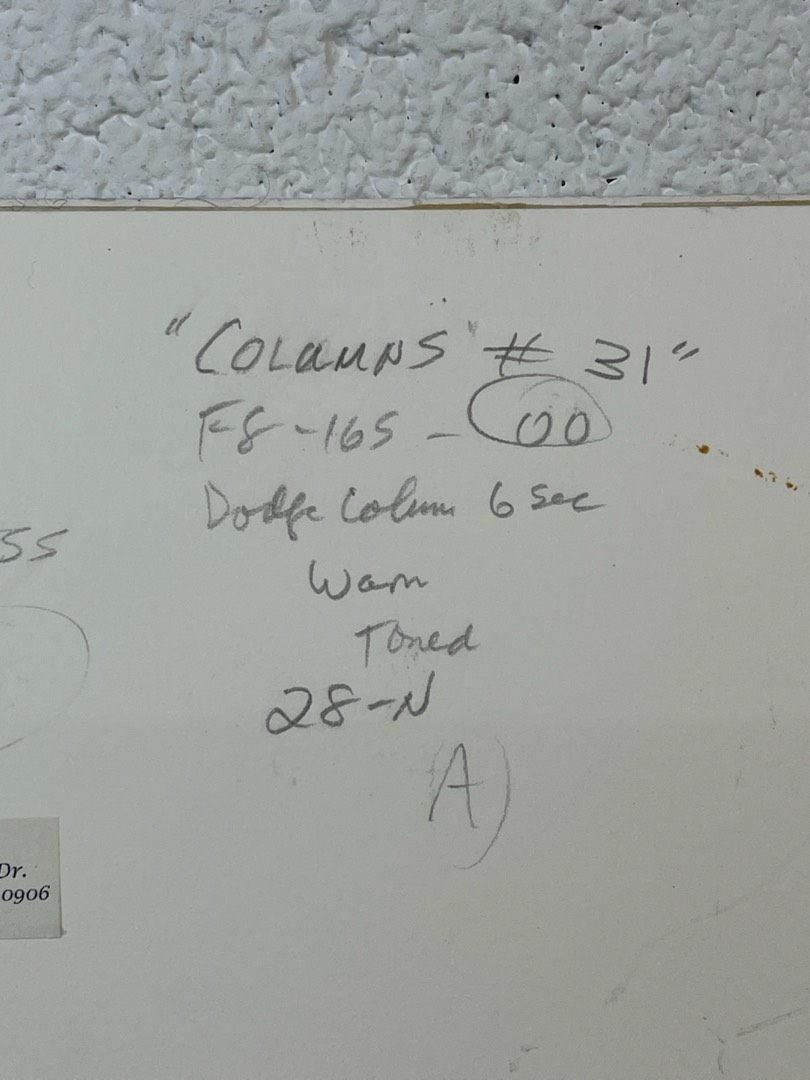 "COLUMNS" # 31"
F8-165-00
Dodge Column 6 Sec
55
Warm
Toned
28-N
A)
Dr.
0906